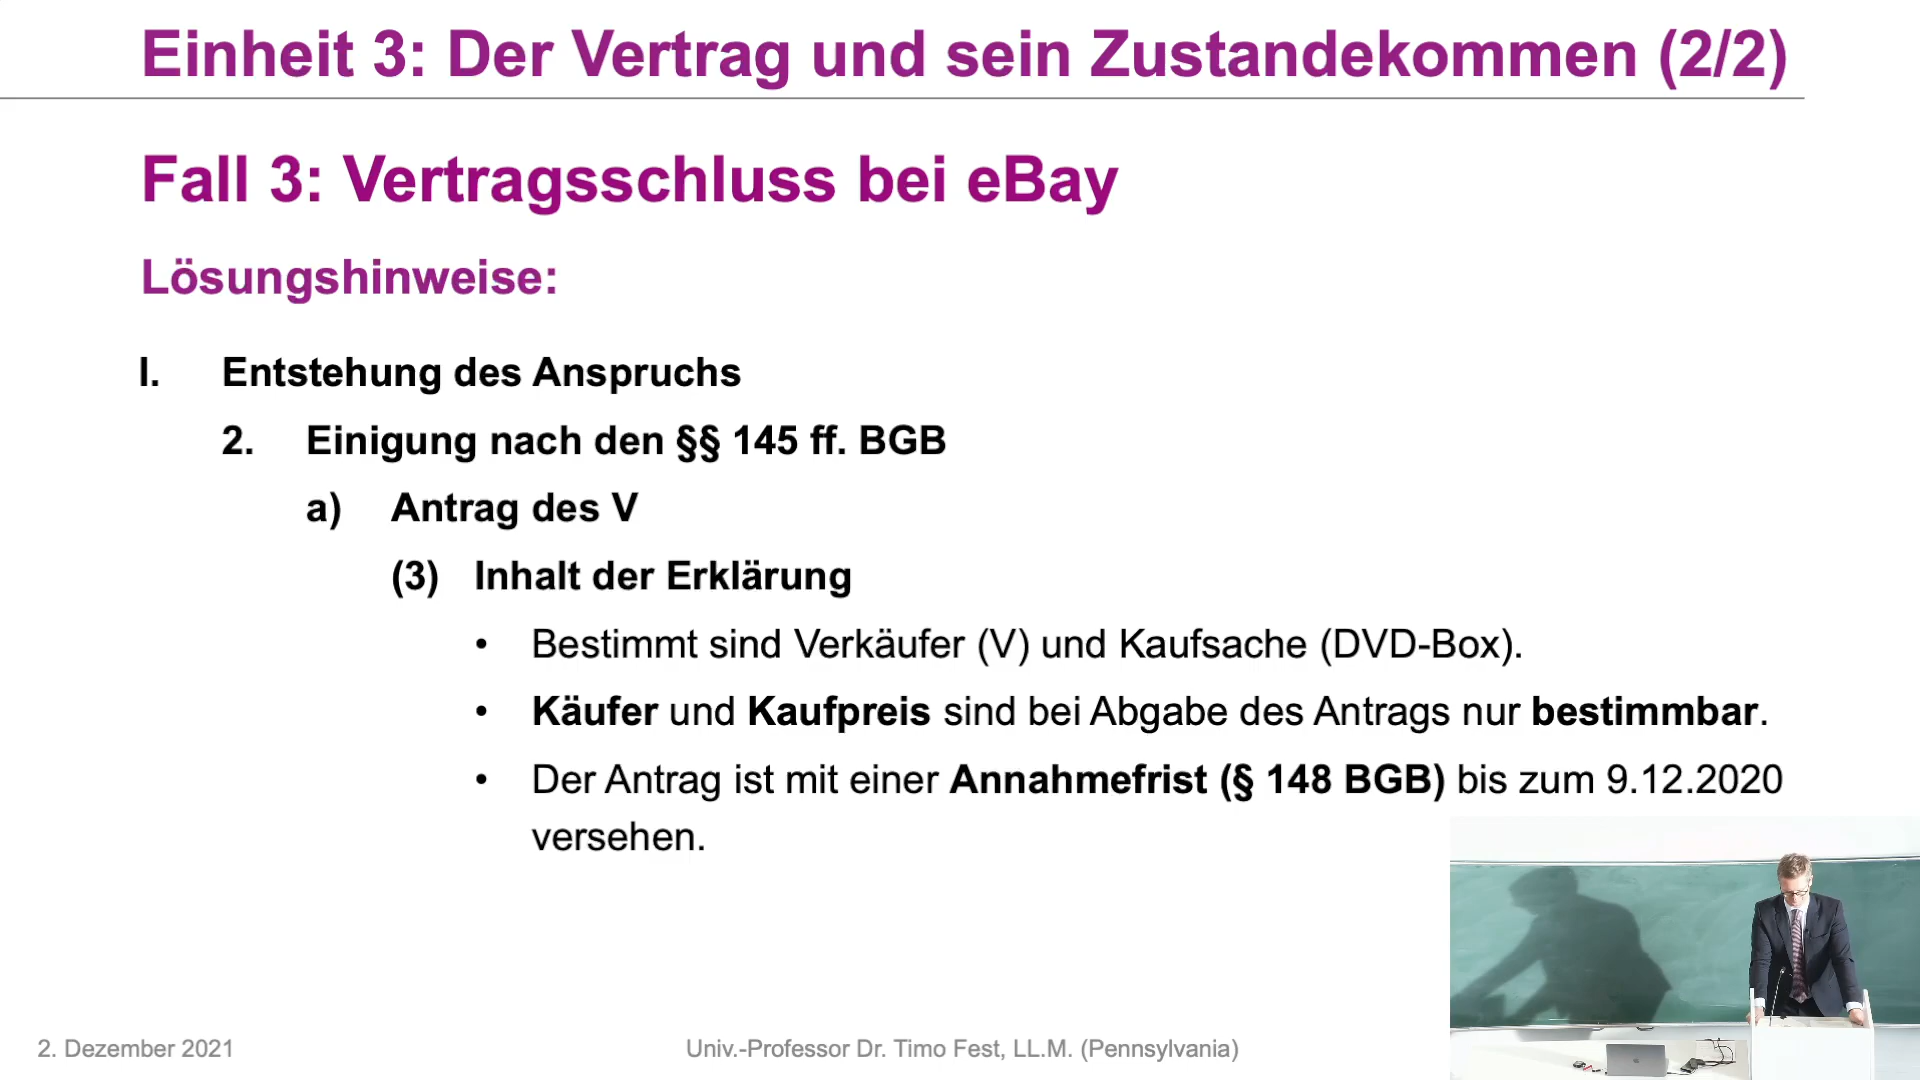 Einheit 3: Der Vertrag und sein Zustandekommen (2/2)
Fall 3: Vertragsschluss bei eBay
Lösungshinweise:
I. Entstehung des Anspruchs
2. Einigung nach den §§ 145 ff. BGB
a) Antrag des V
(3) Inhalt der Erklärung
• Bestimmt sind Verkäufer (V) und Kaufsache (DVD-Box).
• Käufer und Kaufpreis sind bei Abgabe des Antrags nur bestimmbar.
• Der Antrag ist mit einer Annahmefrist (§ 148 BGB) bis zum 9.12.2020
versehen.
2. Dezember 2021
Univ.-Professor Dr. Timo Fest, LL.M. (Pennsylvania)